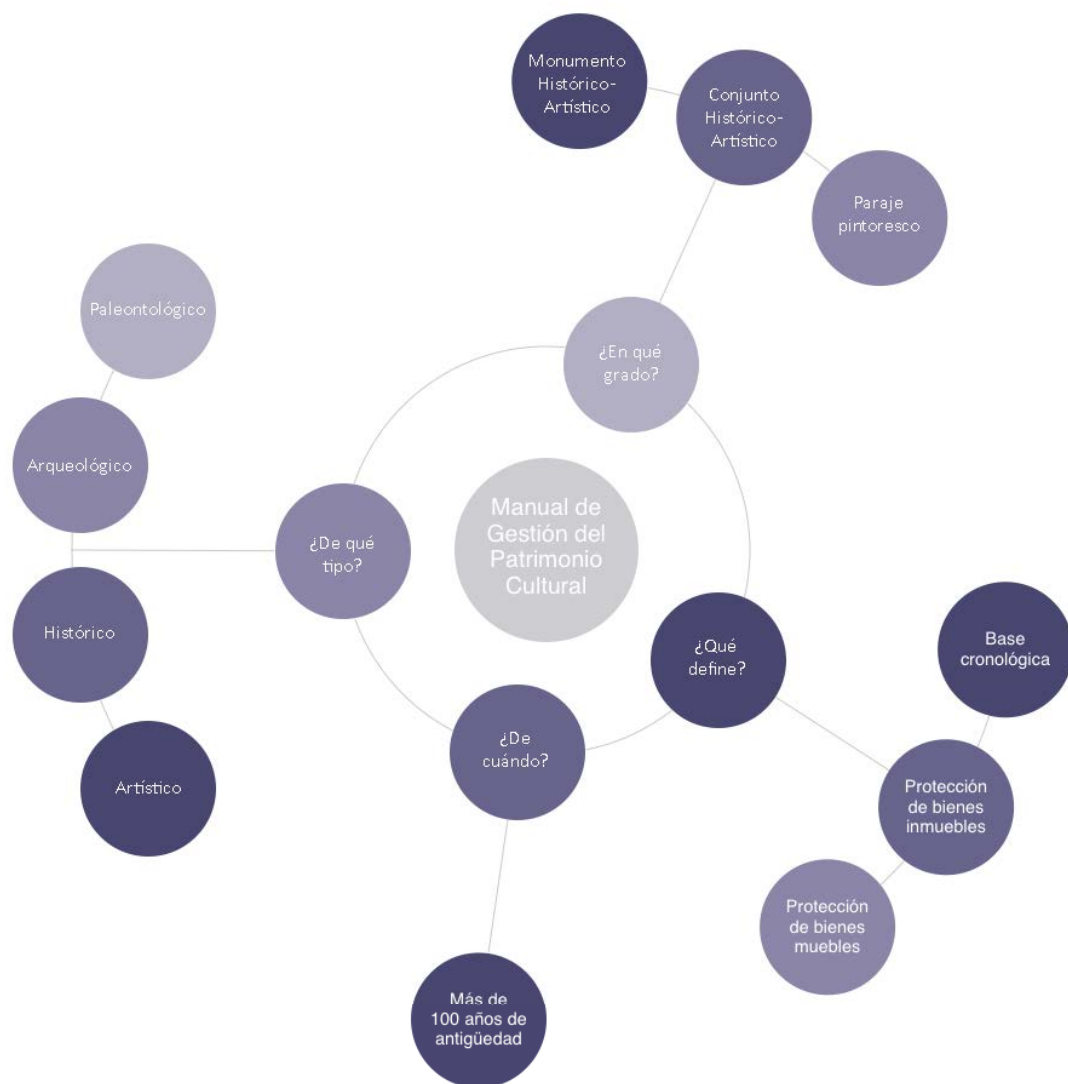 Monumento
Histórico-
Artístico
Conjunto
Histórico-
Artístico
Paraje
pintoresco
¿En qué
grado?
Paleontológico
Arqueológico
Histórico
Artístico
¿De qué
tipo?
Manual de
Gestión del
Patrimonio
Cultural
¿Qué
define?
Base
cronológica
Protección
de bienes
inmuebles
Protección
de bienes
muebles
¿De
cuándo?
Más de
100 años de
antigüedad